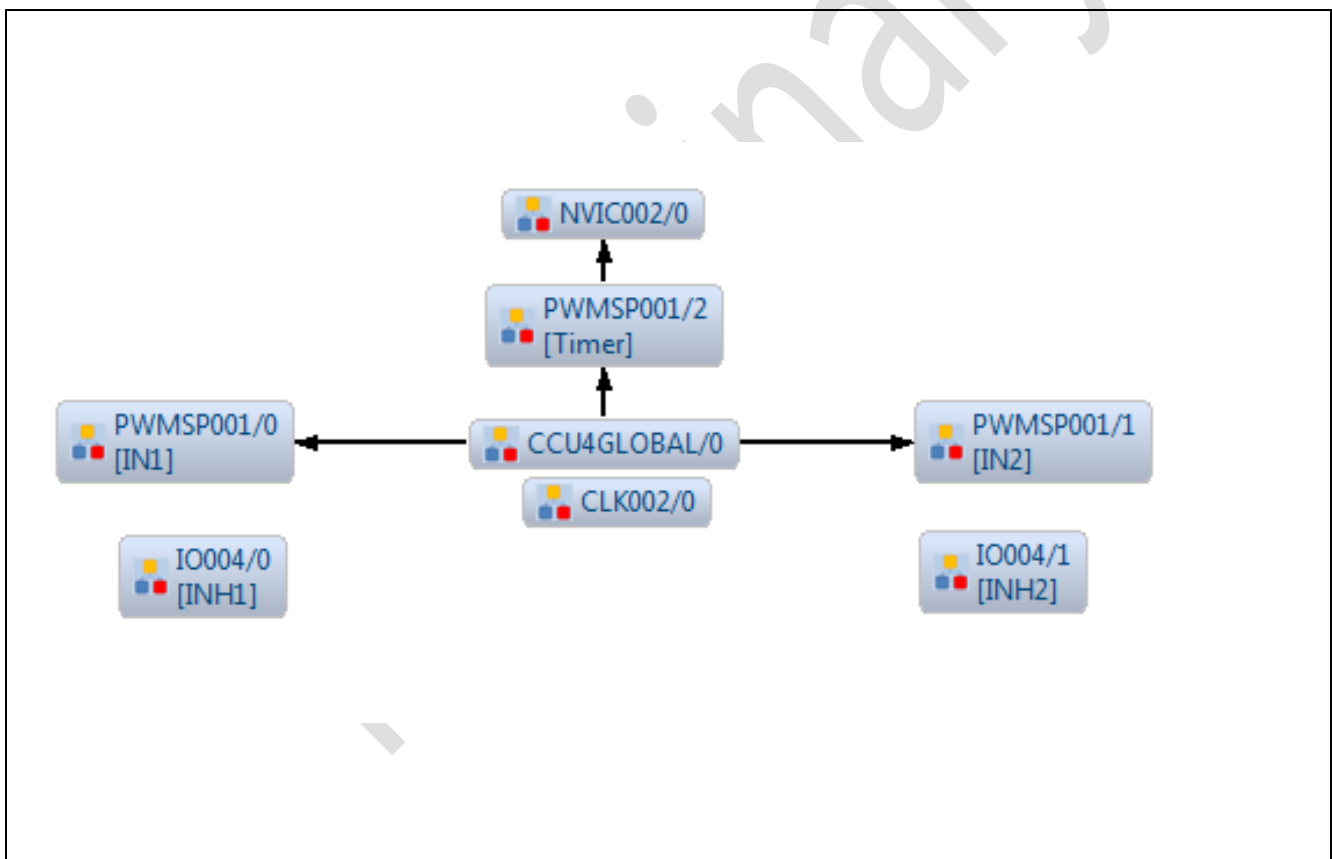 NVIC002/0
PWMSP001/2
[Timer]
PWMSP001/0
[IN1]
CCU4GLOBAL/0
PWMSP001/1
[IN2]
CLK002/0
IO004/0
[INH1]
IO004/1
[INH2]